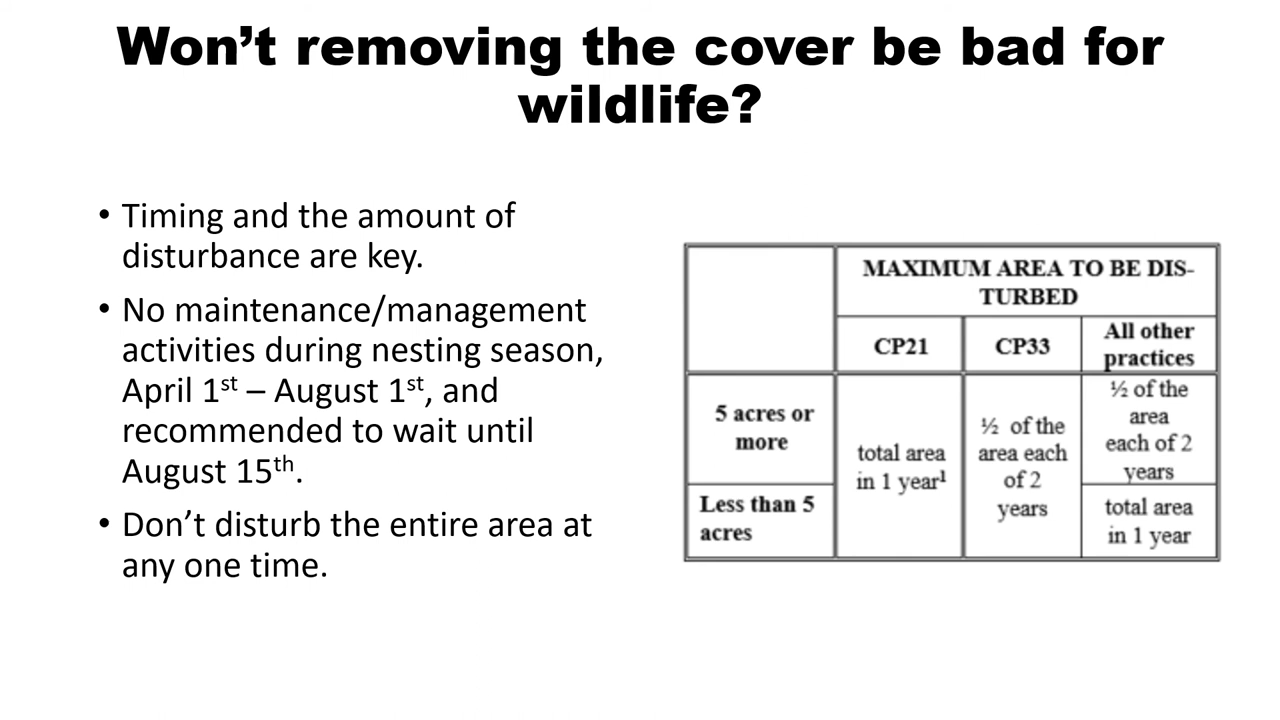 Won’t removing the cover be bad for
wildlife?
• Timing and the amount of
disturbance are key.
• No maintenance/management
activities during nesting season,
April 1st – August 1st, and
recommended to wait until
August 15th.
• Don’t disturb the entire area at
any one time.
MAXIMUM AREA TO BE DIS-
TURBED
CP21
CP33
All other
practices
5 acres or
more
total area
in 1 year1
½ of the
area each
of 2
years
½ of the
area
each of 2
years
Less than 5
acres
total area
in 1 year